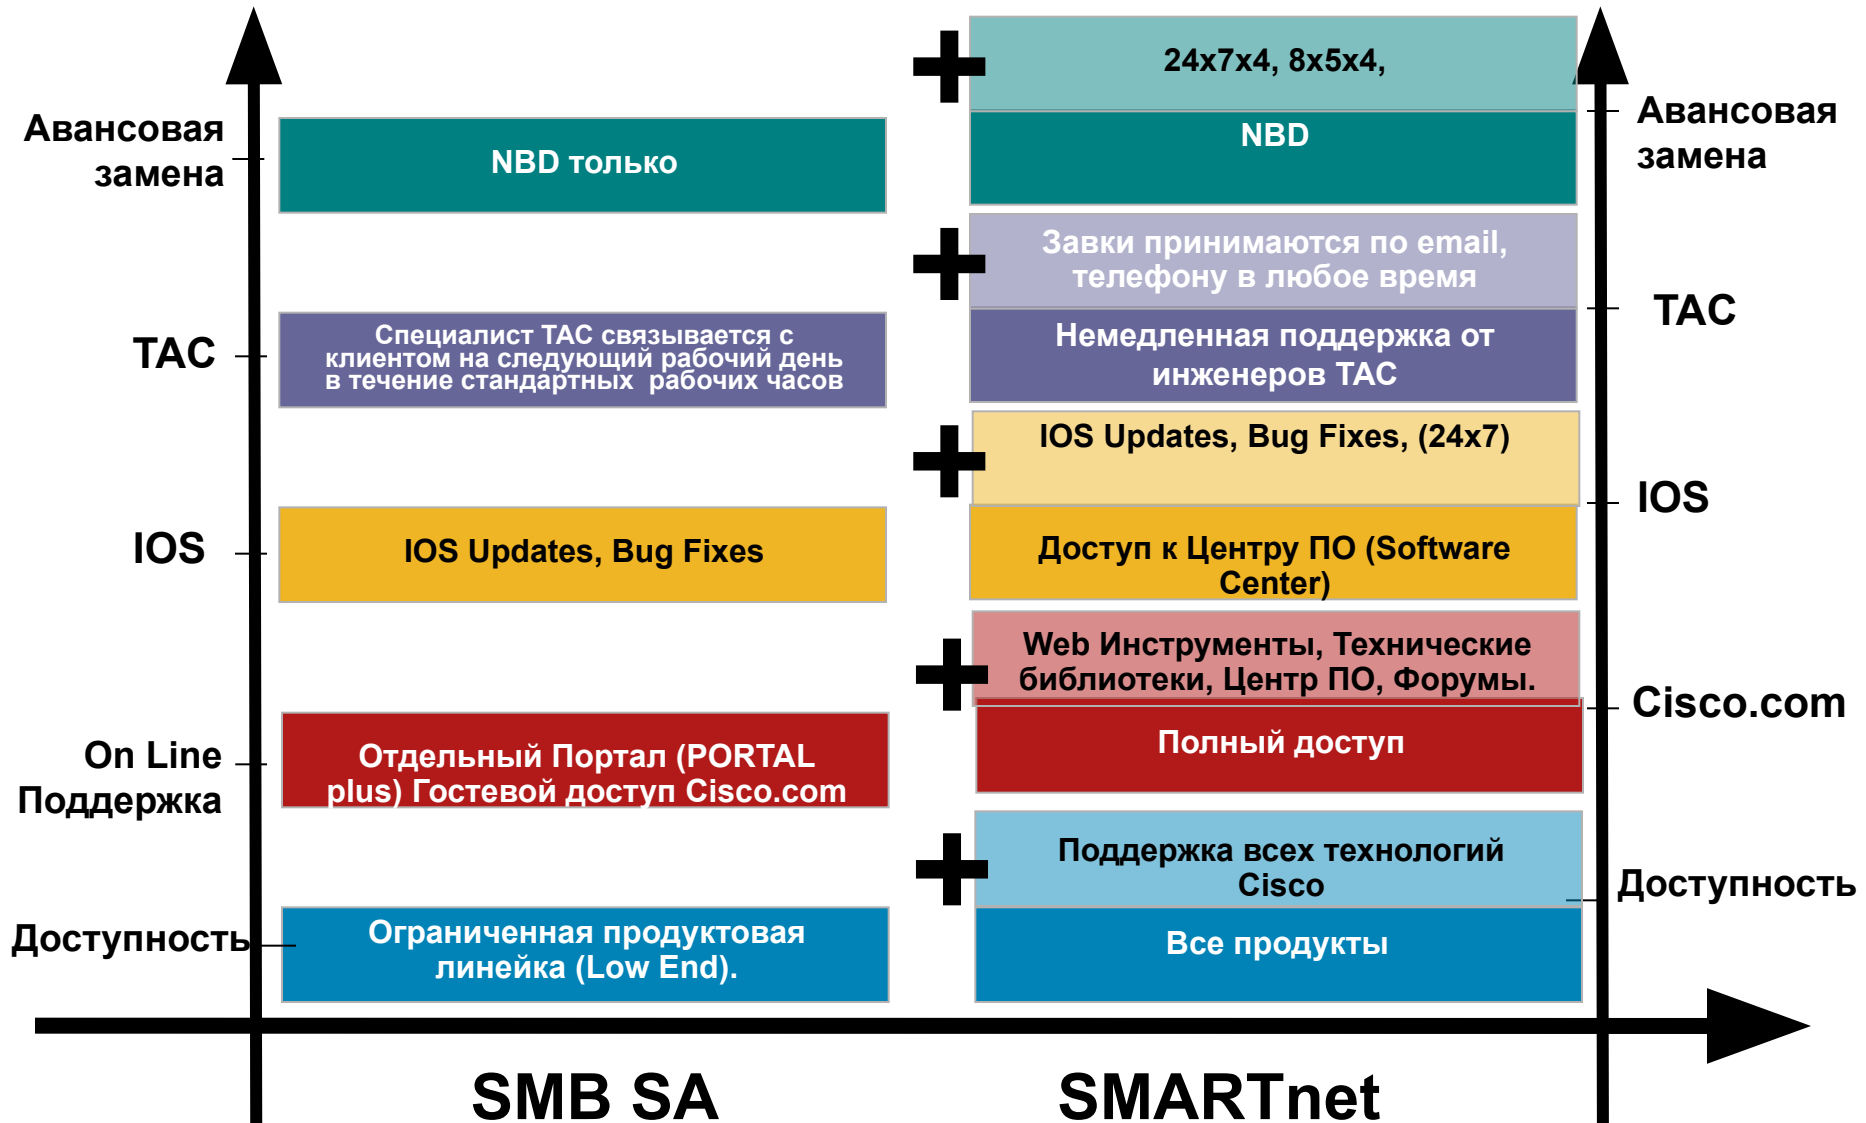 24x7x4, 8x5x4,
Авансовая
замена
NBD только
NBD
Авансовая
замена
Завки принимаются по email,
телефону в любое время
TAC
Специалист TAC связывается с
клиентом на следующий рабочий день
в течение стандартных рабочих часов
Немедленная поддержка от
инженеров TAC
TAC
IOS Updates, Bug Fixes, (24x7)
IOS
IOS Updates, Bug Fixes
Доступ к Центру ПО (Software
Center)
IOS
Web Инструменты, Технические
библиотеки, Центр ПО, Форумы.
On Line
Поддержка
Отдельный Портал (PORTAL
plus) Гостевой доступ Cisco.com
Полный доступ
Cisco.com
Поддержка всех технологий
Cisco
Доступность
Ограниченная продуктовая
линейка (Low End).
Все продукты
Доступность
SMB SA
SMARTnet